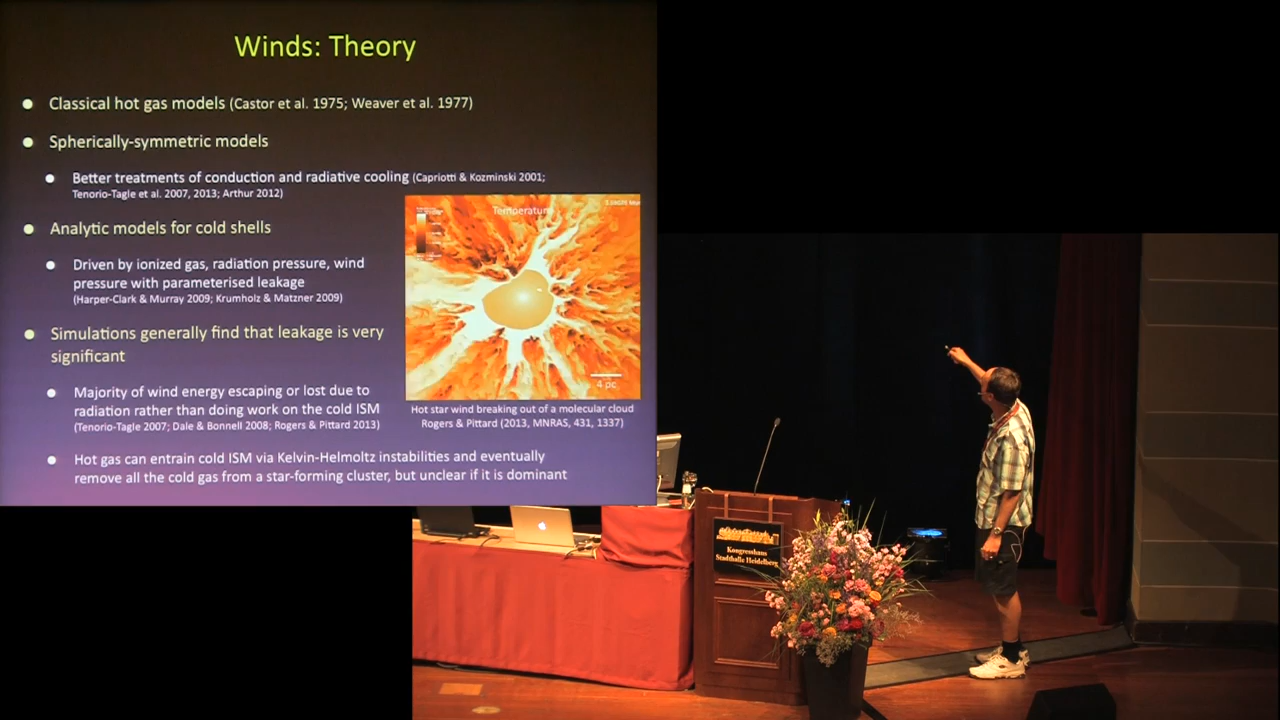 Winds: Theory
Classical hot gas models (Castor et al. 1975; Weaver et al. 1977)
Spherically-symmetric models
Better treatments of conduction and radiative cooling (Capriotti & Kozminski 2001;
Tenorio-Tagle et al. 2007, 2013; Arthur 2012)
Temperature
Analytic models for cold shells
Driven by ionized gas, radiation pressure, wind
pressure with parameterised leakage
(Harper-Clark & Murray 2009; Krumholz & Matzner 2009)
Simulations generally find that leakage is very
significant
4 pc
Majority of wind energy escaping or lost due to
radiation rather than doing work on the cold ISM
(Tenorio-Tagle 2007; Dale & Bonnell 2008; Rogers & Pittard 2013)
Hot star wind breaking out of a molecular cloud
Rogers & Pittard (2013, MNRAS, 431, 1337)
Hot gas can entrain cold ISM via Kelvin-Helmoltz instabilities and eventually
remove all the cold gas from a star-forming cluster, but unclear if it is dominant
Kongresshaus
Stadthalle Heidelberg